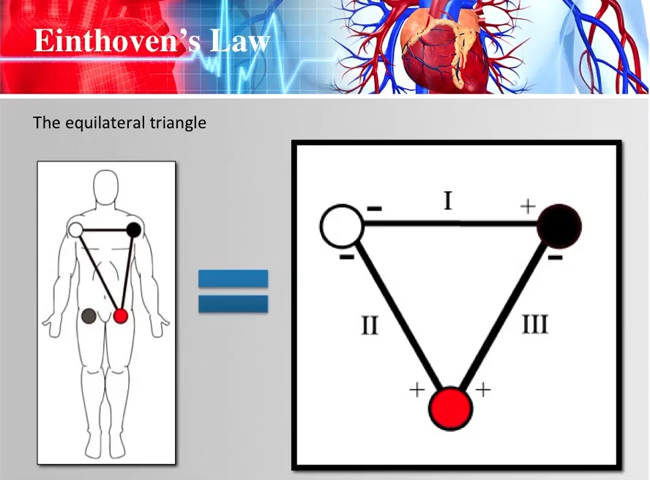 Einthoven's Law
The equilateral triangle
- I +
- -
II III
+ +